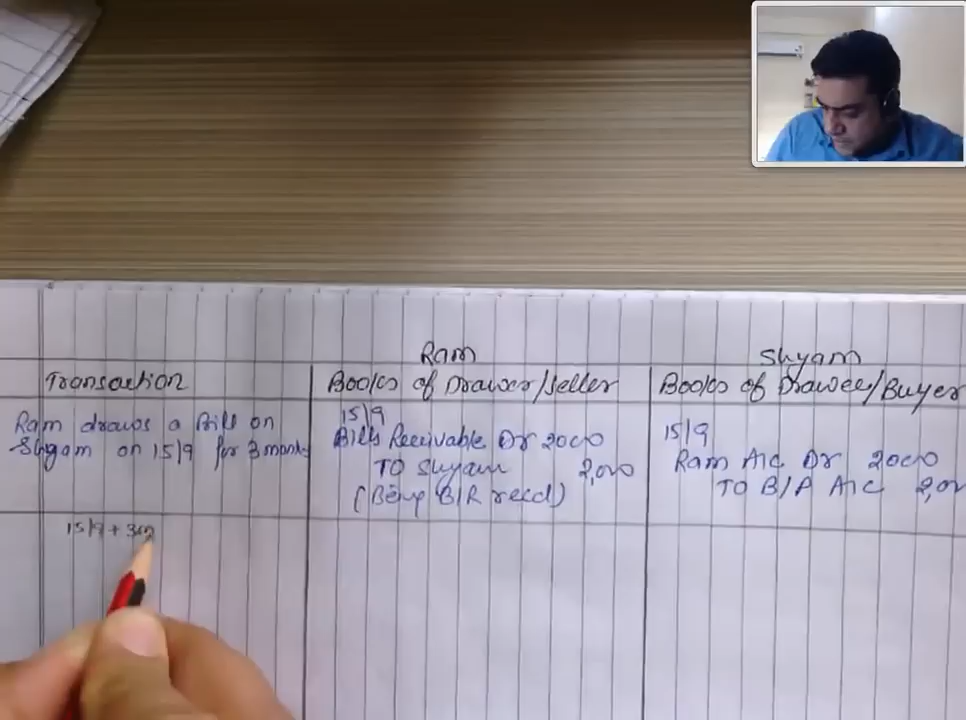 Ram
Shyam
Transaction
Books of Drawer/Seller
Books of Drawee/Buyer
Ram draws a Bill on
Shyam on 15/9 for 3 months
15/9
Bills Receivable Dr 2000
To Shyam 2,000
(Being B/R recd)
15/9
Ram A/c Dr 2000
To B/P A/c 2,00
15/9 + 3m